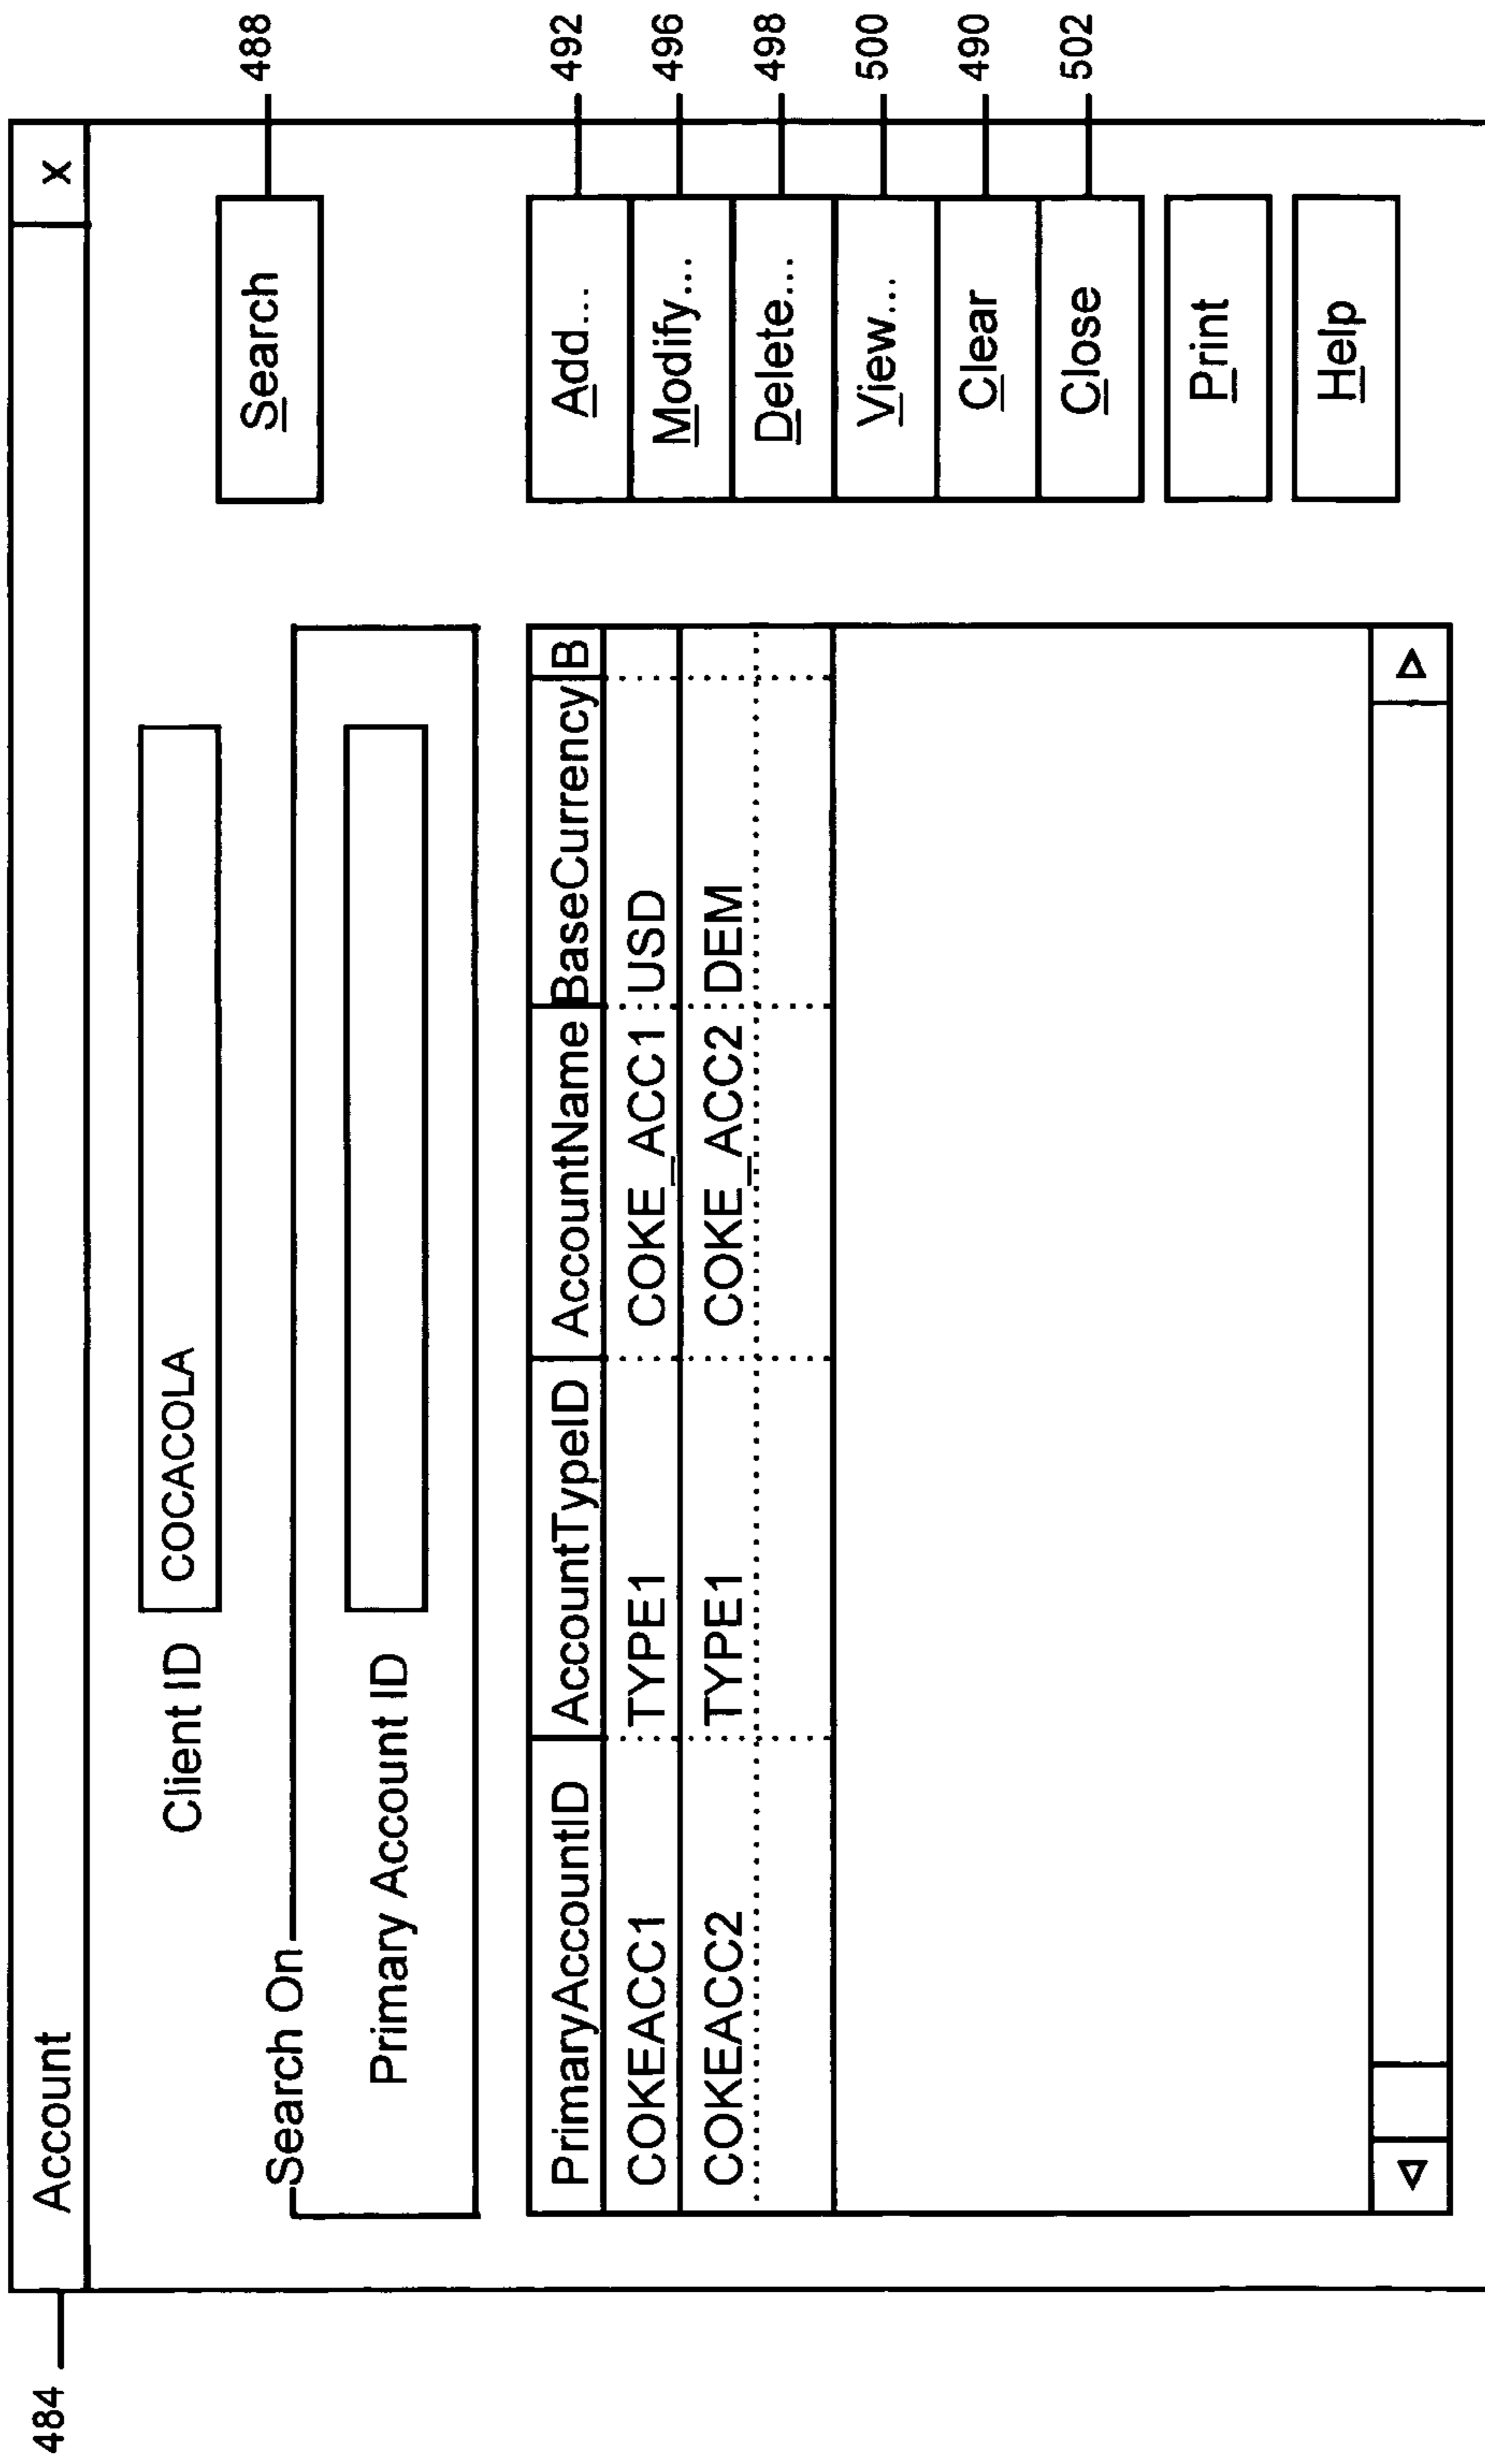 484
Account
X
Client ID
COCACOLA
Search
488
Search On
Primary Account ID
PrimaryAccountID AccountTypeID AccountName BaseCurrency B
COKEACC1 TYPE1 COKE_ACC1 USD
COKEACC2 TYPE1 COKE_ACC2 DEM
Add...
492
Modify...
496
Delete...
498
View...
500
Clear
490
Close
502
Print
Help